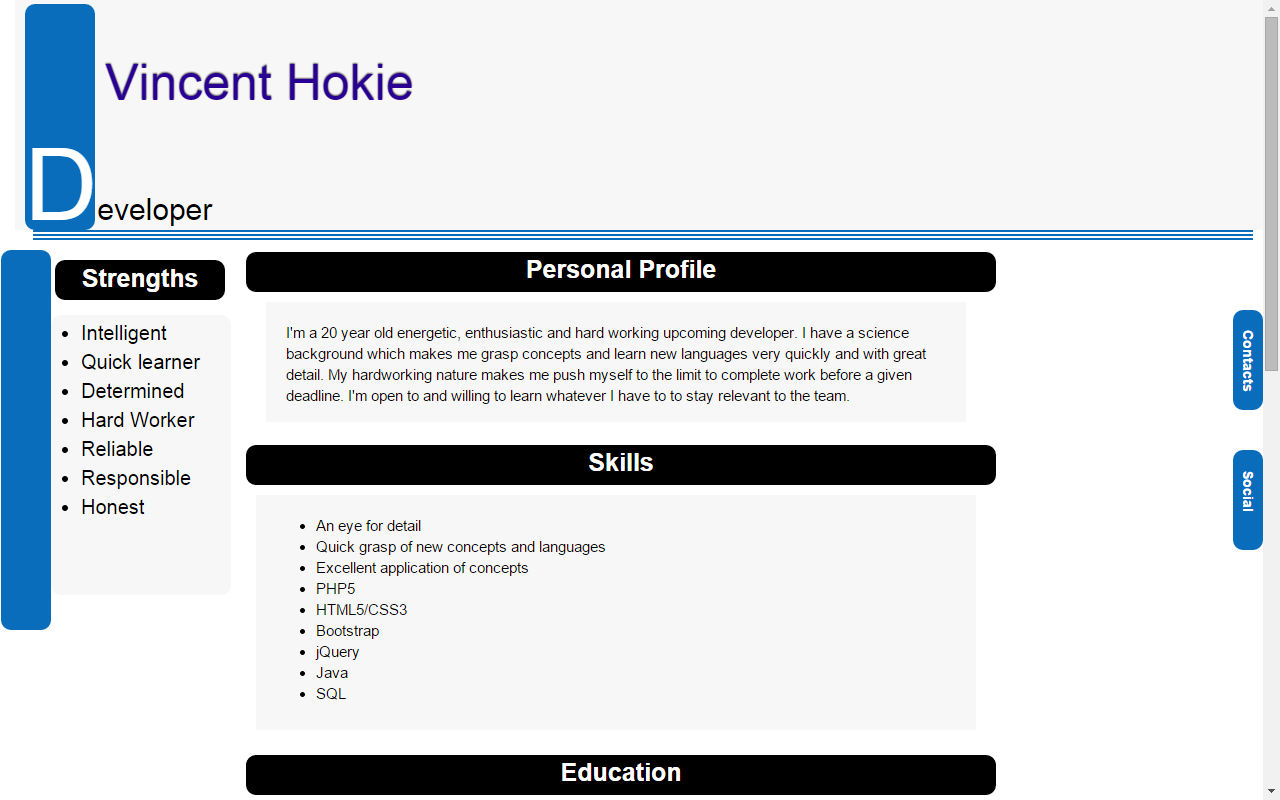 Vincent Hokie
Developer
Strengths
Intelligent
Quick learner
Determined
Hard Worker
Reliable
Responsible
Honest
Personal Profile
I'm a 20 year old energetic, enthusiastic and hard working upcoming developer. I have a science
background which makes me grasp concepts and learn new languages very quickly and with great
detail. My hardworking nature makes me push myself to the limit to complete work before a given
deadline. I'm open to and willing to learn whatever I have to to stay relevant to the team.
Skills
An eye for detail
Quick grasp of new concepts and languages
Excellent application of concepts
PHP5
HTML5/CSS3
Bootstrap
jQuery
Java
SQL
Education
Contacts
Social